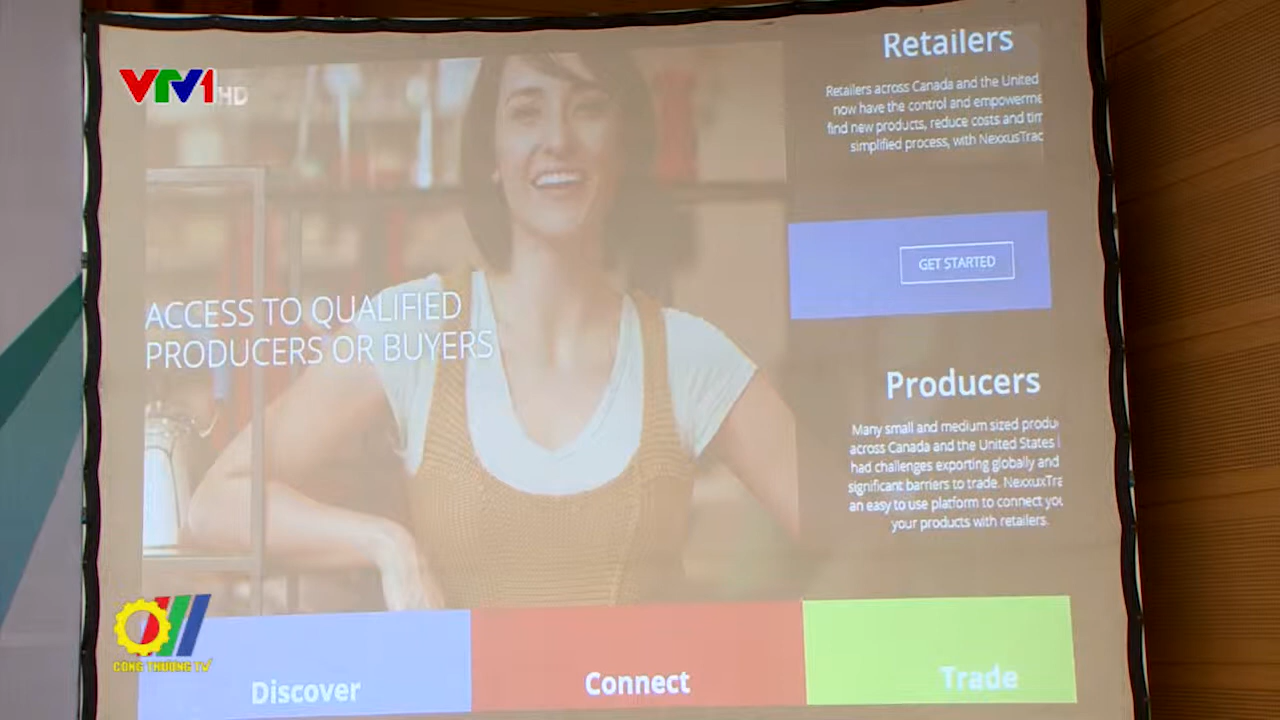 VTV1 HD
Retailers
Retailers across Canada and the United
now have the control and empowerme
find new products, reduce costs and tim
simplified process, with NexxusTrad
GET STARTED
ACCESS TO QUALIFIED
PRODUCERS OR BUYERS
Producers
Many small and medium sized produ
across Canada and the United States
had challenges exporting globally and
significant barriers to trade. NexxuxTra
an easy to use platform to connect you
your products with retailers.
CÔNG THƯƠNG TV
Discover
Connect
Trade